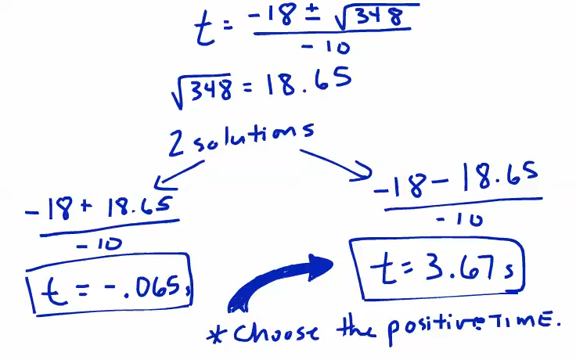 t = -18 ± √348
-10
√348 = 18.65
2 solutions
-18 + 18.65
-10
t = -.065s
-18 - 18.65
-10
t = 3.67s
* Choose the positive TIME.